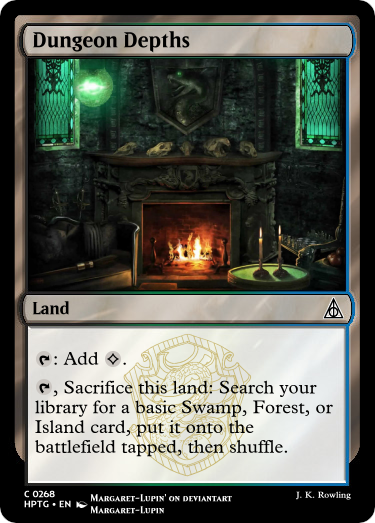 Dungeon Depths
Land
: Add .
, Sacrifice this land: Search your
library for a basic Swamp, Forest, or
Island card, put it onto the
battlefield tapped, then shuffle.
C 0268
HPTG • EN Margaret-Lupin' on deviantart
Margaret-Lupin
J. K. Rowling